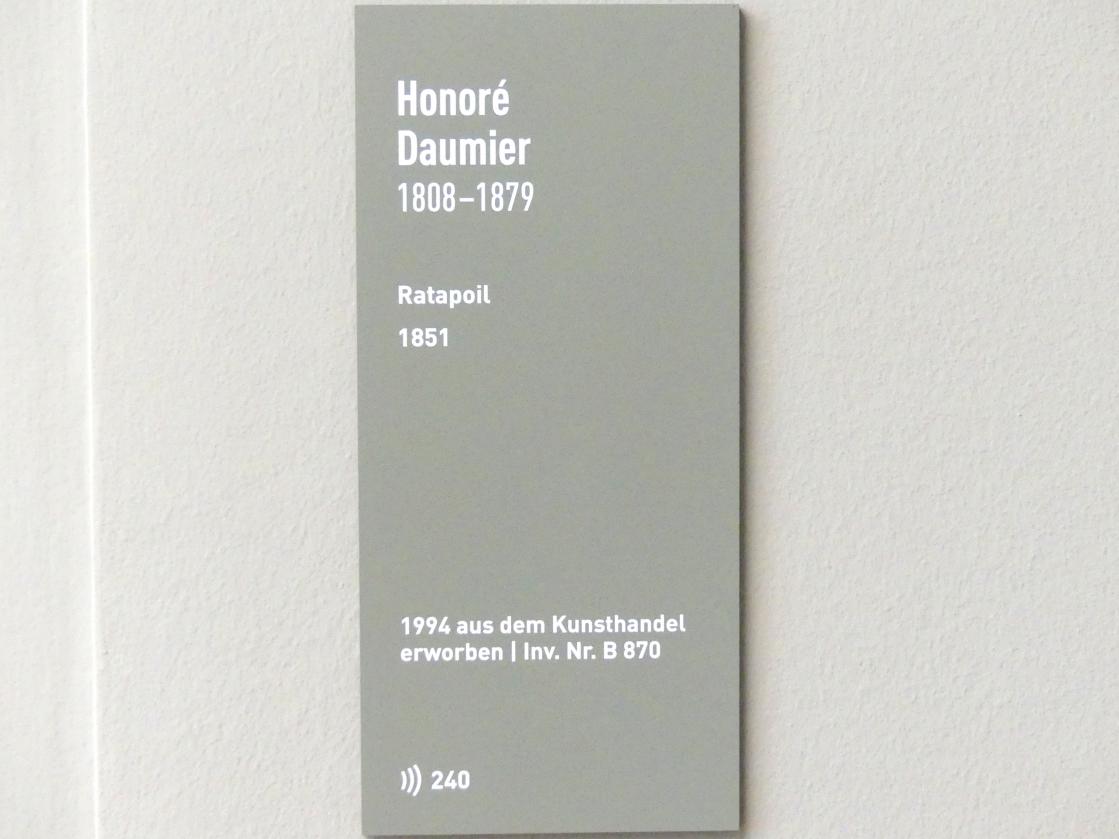 Honoré
Daumier
1808–1879
Ratapoil
1851
1994 aus dem Kunsthandel
erworben | Inv. Nr. B 870
240